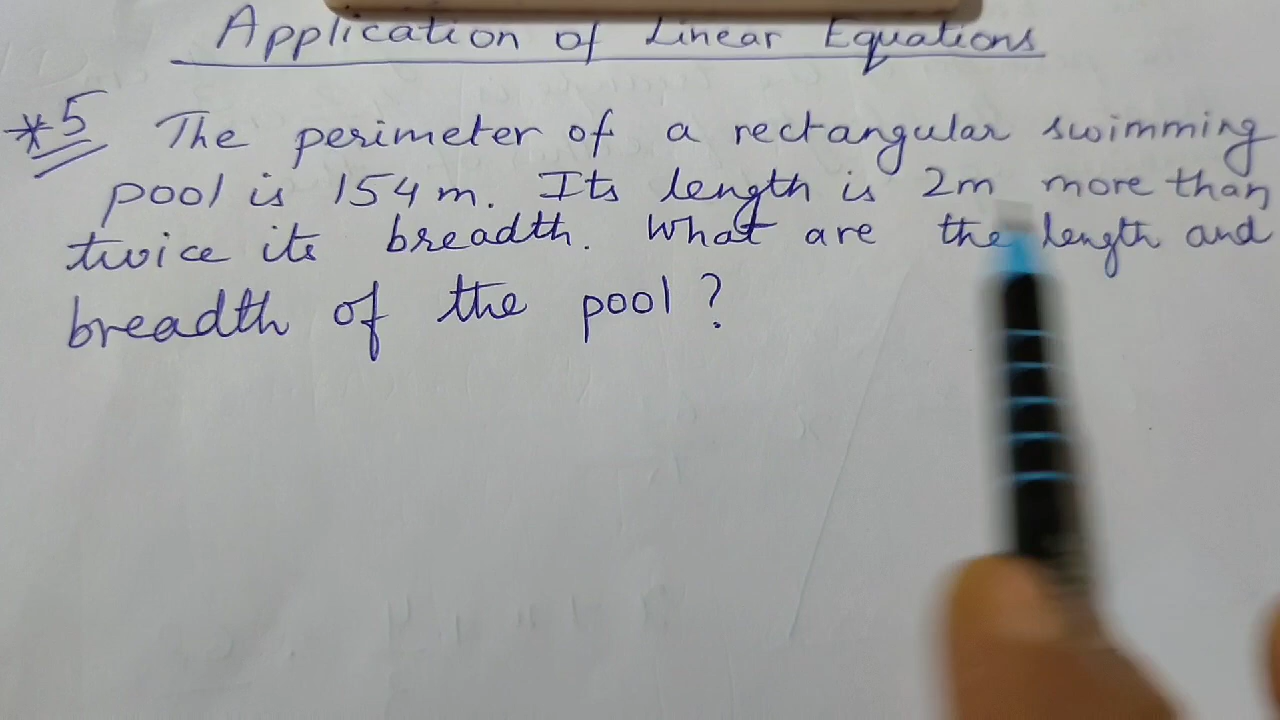 Application of Linear Equations
*5 The perimeter of a rectangular swimming
pool is 154 m. Its length is 2m more than
twice its breadth. What are the length and
breadth of the pool?